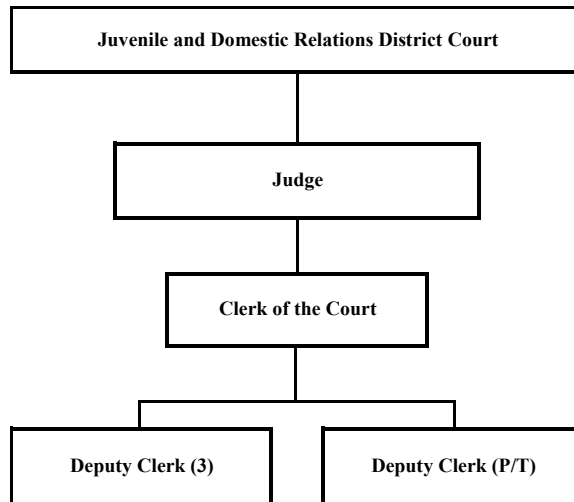 Juvenile and Domestic Relations District Court
Judge
Clerk of the Court
Deputy Clerk (3)
Deputy Clerk (P/T)